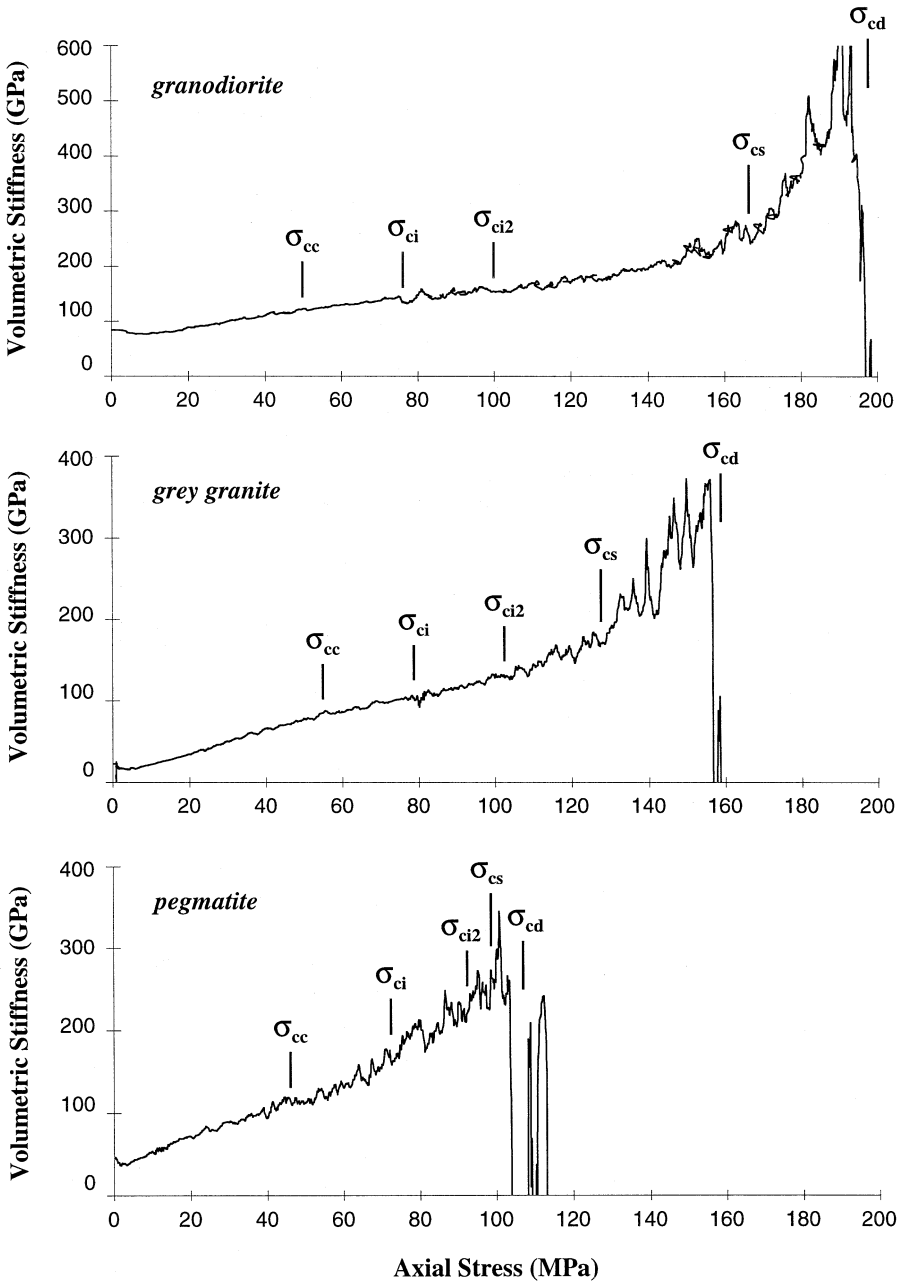 σcd
600
granodiorite
500
400
σcs
300
σci2
σci
σcc
200
100
0
Volumetric Stiffness (GPa)
0 20 40 60 80 100 120 140 160 180 200
400
σcd
grey granite
300
σcs
σci2
200
σci
σcc
100
0
Volumetric Stiffness (GPa)
0 20 40 60 80 100 120 140 160 180 200
400
σcs
pegmatite
σcd
σci2
300
σci
200
σcc
100
0
Volumetric Stiffness (GPa)
0 20 40 60 80 100 120 140 160 180 200
Axial Stress (MPa)